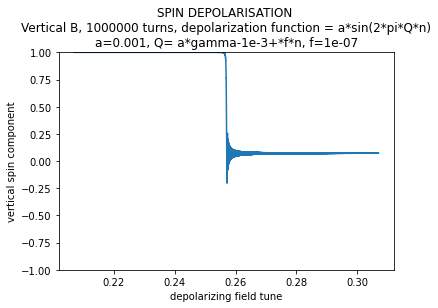 SPIN DEPOLARISATION
Vertical B, 1000000 turns, depolarization function = a*sin(2*pi*Q*n)
a=0.001, Q= a*gamma-1e-3+*f*n, f=1e-07
1.00
0.75
0.50
0.25
0.00
−0.25
−0.50
−0.75
−1.00
vertical spin component
0.22
0.24
0.26
0.28
0.30
depolarizing field tune